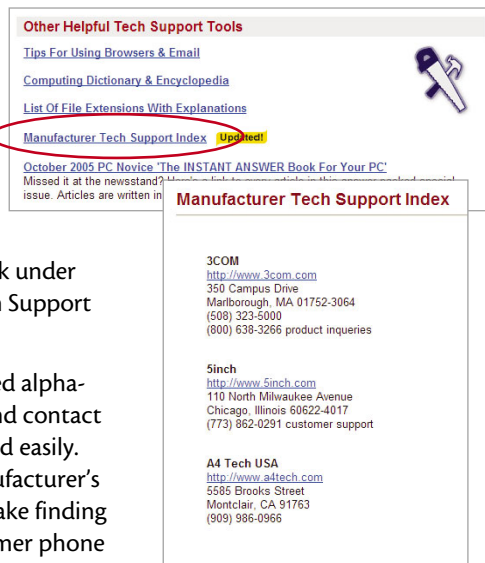 Other Helpful Tech Support Tools
Tips For Using Browsers & Email
Computing Dictionary & Encyclopedia
List Of File Extensions With Explanations
Manufacturer Tech Support Index Updated!
October 2005 PC Novice 'The INSTANT ANSWER Book For Your PC'
Missed it at the newsstand?
issue. Articles are written in
Manufacturer Tech Support Index
3COM
http://www.3com.com
350 Campus Drive
Marlborough, MA 01752-3064
(508) 323-5000
(800) 638-3266 product inqueries
5inch
http://www.5inch.com
110 North Milwaukee Avenue
Chicago, Illinois 60622-4017
(773) 862-0291 customer support
A4 Tech USA
http://www.a4tech.com
5585 Brooks Street
Montclair, CA 91763
(909) 986-0966
k under
Support
ed alpha-
nd contact
d easily.
ufacturer's
ake finding
mer phone